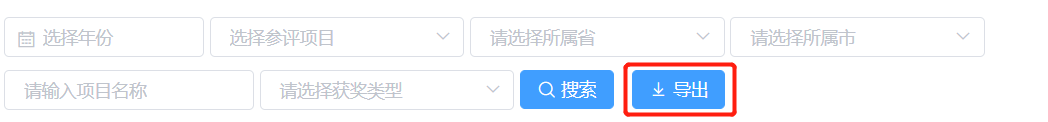 选择年份 选择参评项目 请选择所属省 请选择所属市
请输入项目名称 请选择获奖类型 搜索 导出